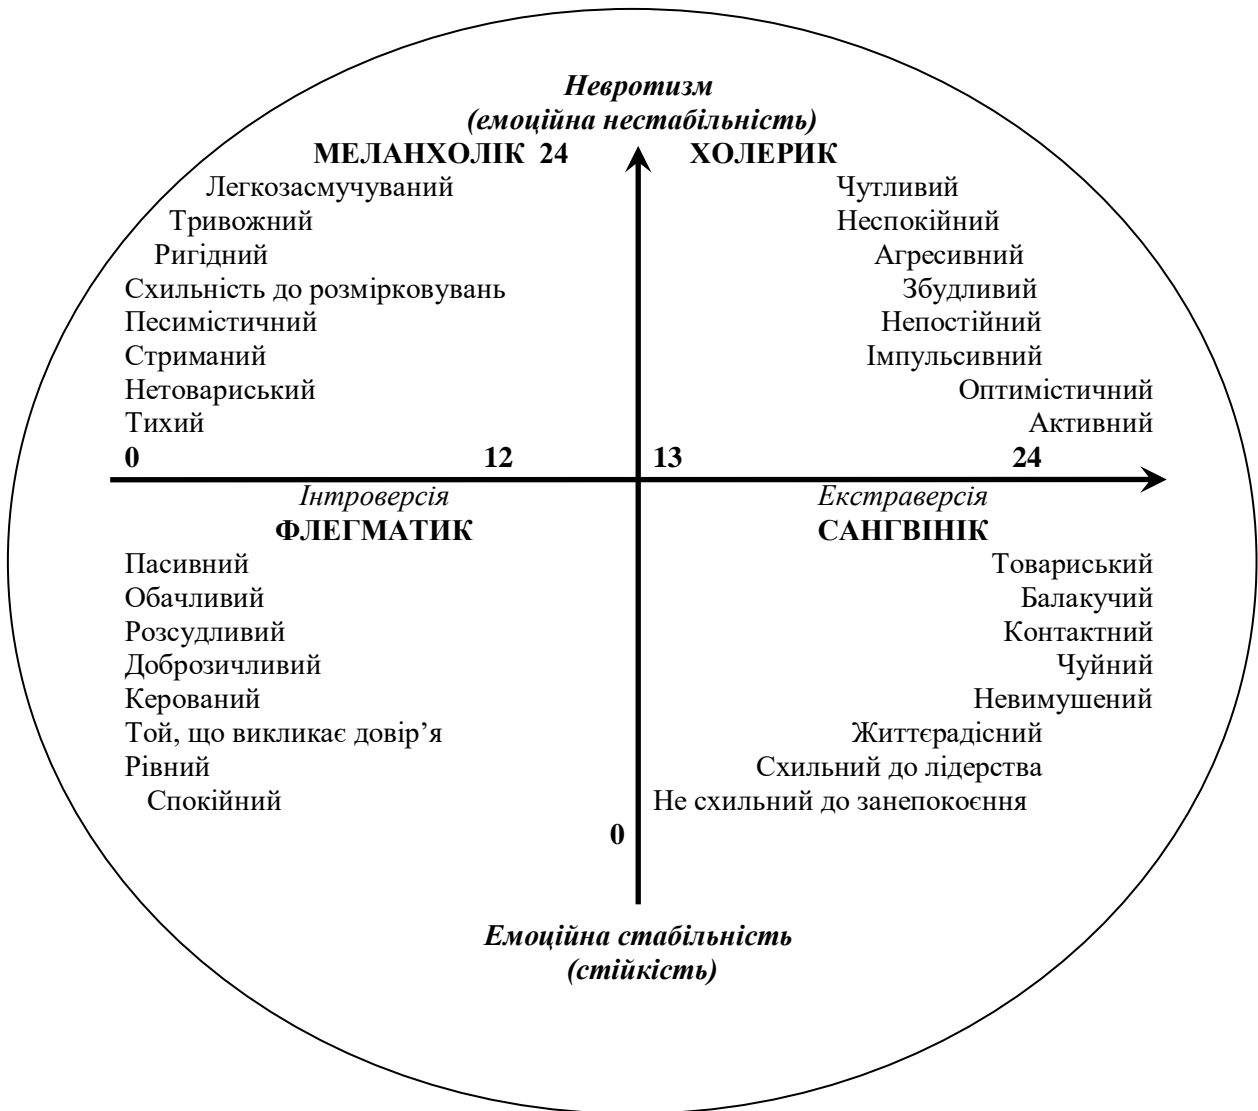 Невротизм
(емоційна нестабільність)
МЕЛАНХОЛІК 24 ХОЛЕРИК
Легкозасмучуваний Чутливий
Тривожний Неспокійний
Ригідний Агресивний
Схильність до розмірковувань Збудливий
Песимістичний Непостійний
Стриманий Імпульсивний
Нетовариський Оптимістичний
Тихий Активний
0 12 13 24
Інтроверсія Екстраверсія
ФЛЕГМАТИК САНГВІНІК
Пасивний Товариський
Обачливий Балакучий
Розсудливий Контактний
Доброзичливий Чуйний
Керований Невимушений
Той, що викликає довір’я Життєрадісний
Рівний Схильний до лідерства
Спокійний Не схильний до занепокоєння
0
Емоційна стабільність
(стійкість)